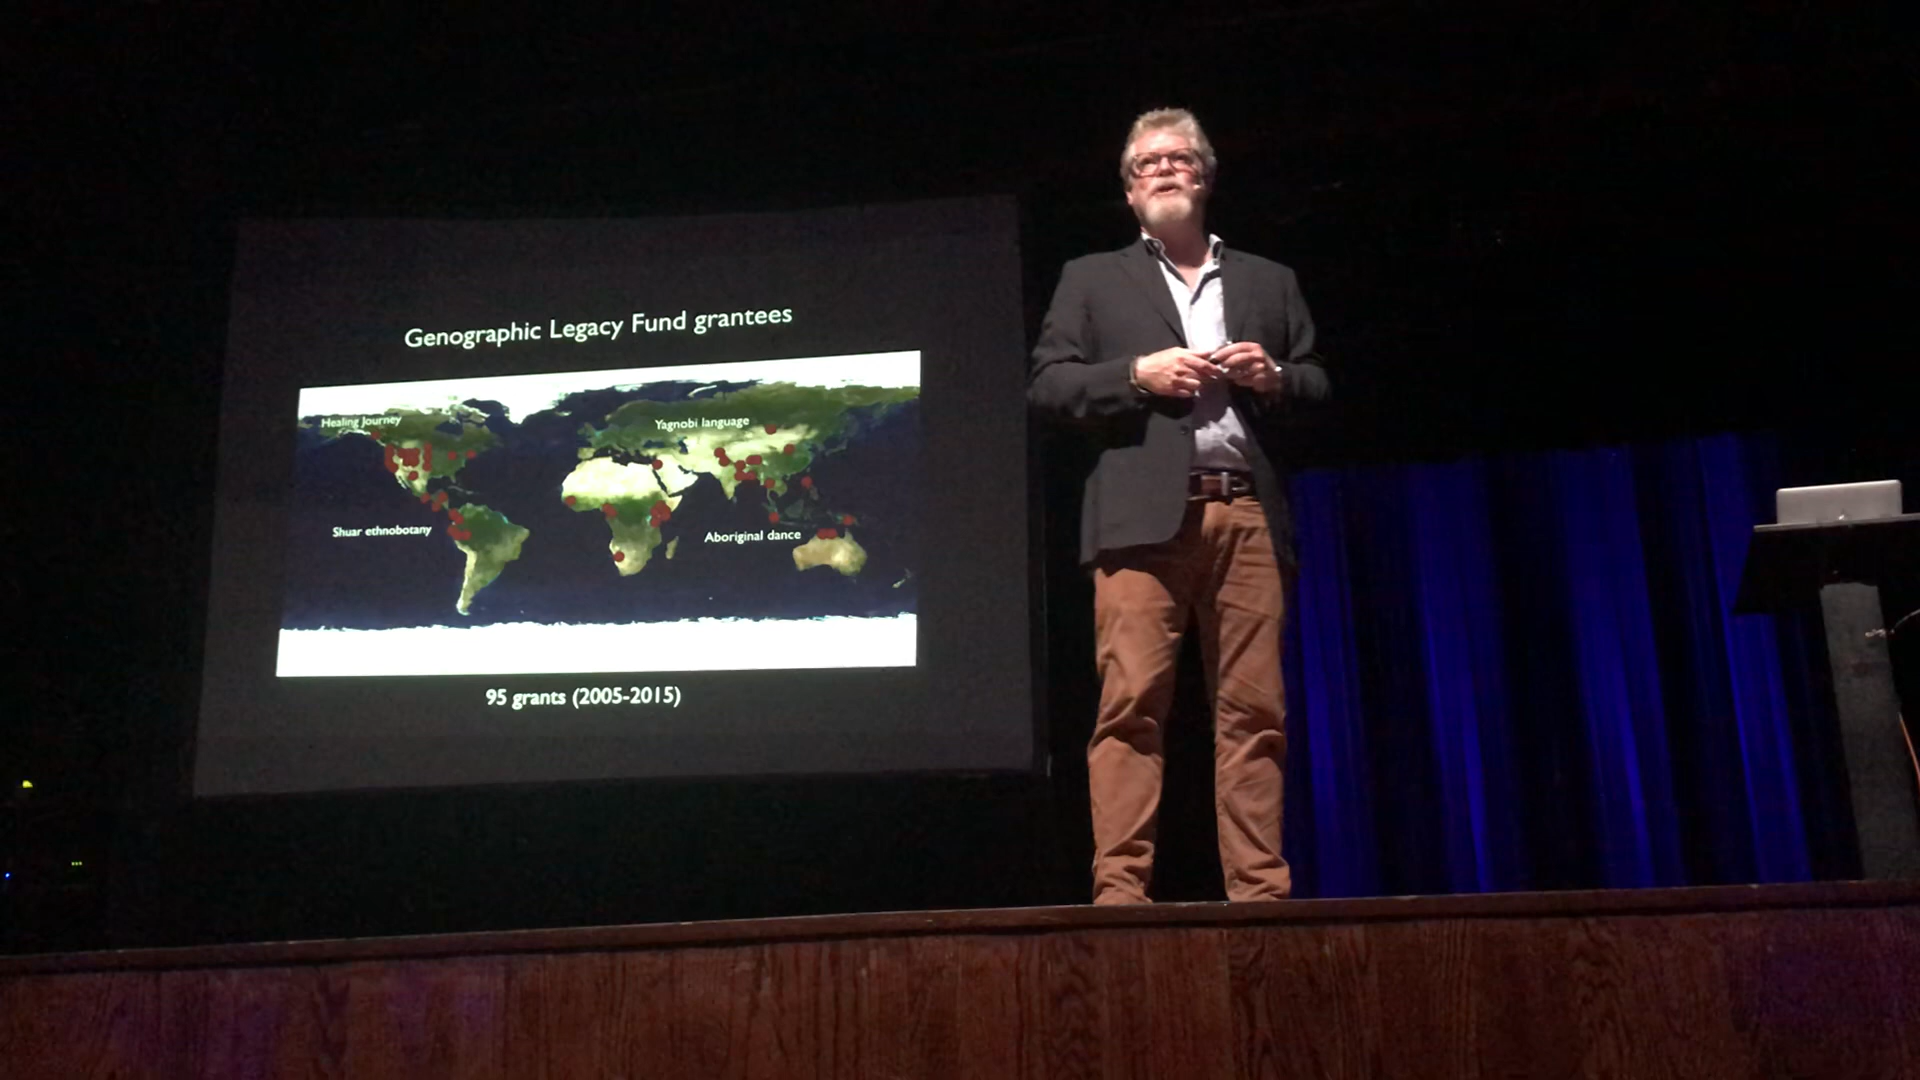 Genographic Legacy Fund grantees
Healing Journey
Yagnobi language
Shuar ethnobotany
Aboriginal dance
95 grants (2005-2015)